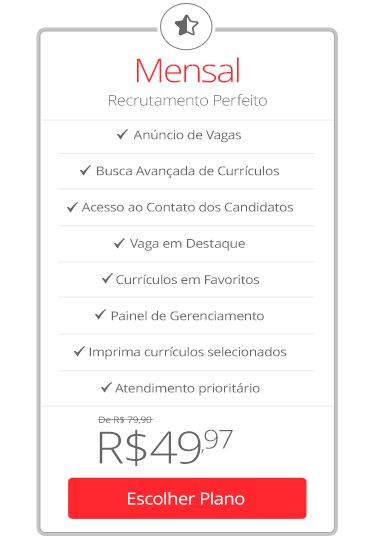 Mensal
Recrutamento Perfeito
Anúncio de Vagas
Busca Avançada de Currículos
Acesso ao Contato dos Candidatos
Vaga em Destaque
Currículos em Favoritos
Painel de Gerenciamento
Imprima currículos selecionados
Atendimento prioritário
De R$ 79,90
R$49,97
Escolher Plano